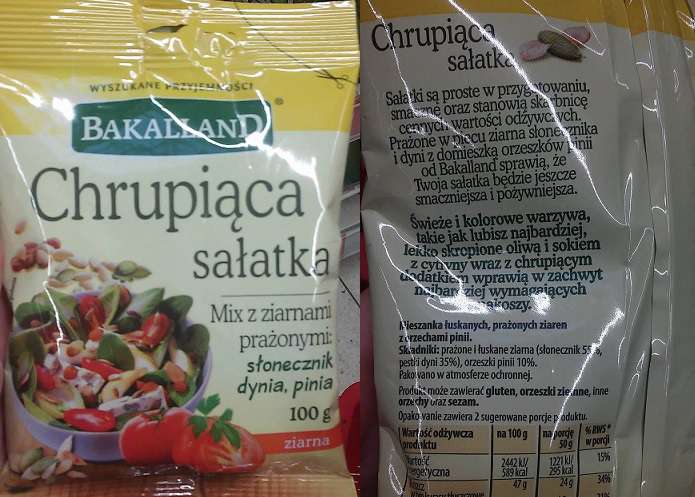 WYSZUKANE PRZYJEMNOŚCI
BAKALLAND®
Chrupiąca
sałatka
Mix z ziarnami
prażonymi:
słonecznik
dynia, pinia
100 g
ziarna
Chrupiąca
sałatka
Sałatki są proste w przygotowaniu,
smaczne oraz stanowią skarbnicę
cennych wartości odżywczych.
Prażone w piecu ziarna słonecznika
i dyni z domieszką orzeszków pinii
od Bakalland sprawią, że
Twoja sałatka będzie jeszcze
smaczniejsza i pożywniejsza.
Świeże i kolorowe warzywa,
takie jak lubisz najbardziej,
lekko skropione oliwą i sokiem
z cytryny wraz z chrupiącym
dodatkiem wprawią w zachwyt
najbardziej wymagających
smakoszy.
Mieszanka łuskanych, prażonych ziaren
z orzechami pinii.
Składniki: prażone i łuskane ziarna (słonecznik 55%,
pestki dyni 35%), orzeszki pinii 10%.
Pakowano w atmosferze ochronnej.
Produkt może zawierać gluten, orzeszki ziemne, inne
orzechy oraz sezam.
Opakowanie zawiera 2 sugerowane porcje produktu.
Wartość odżywcza produktu na 100 g na porcję 50 g % RWS* w porcji
Wartość energetyczna 2442 kJ/ 589 kcal 1221 kJ/ 295 kcal 15%
Tłuszcz 47 g 24 g 34%
21%